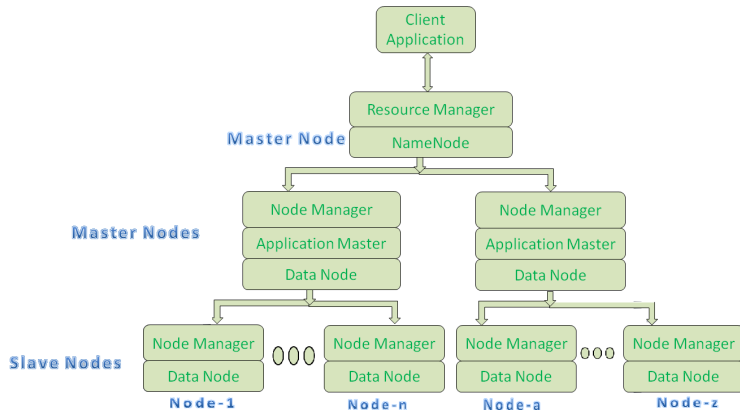 Client
Application
Resource Manager
Master Node
NameNode
Node Manager
Node Manager
Master Nodes
Application Master
Application Master
Data Node
Data Node
Node Manager
Node Manager
Node Manager
Node Manager
Slave Nodes
Data Node
Data Node
Data Node
Data Node
Node-1
Node-n
Node-a
Node-z